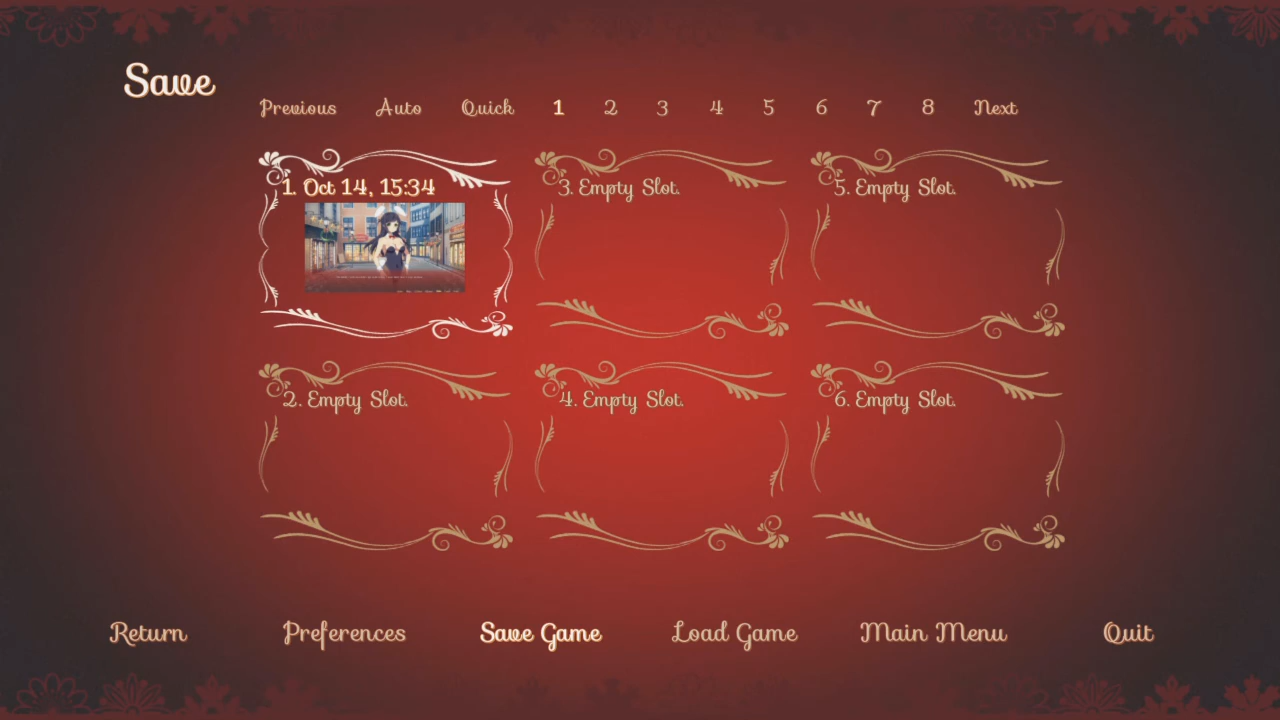 Save
Previous Auto Quick 1 2 3 4 5 6 7 8 Next
1. Oct 14, 15:34
3. Empty Slot.
5. Empty Slot.
2. Empty Slot.
4. Empty Slot.
6. Empty Slot.
Return Preferences Save Game Load Game Main Menu Quit